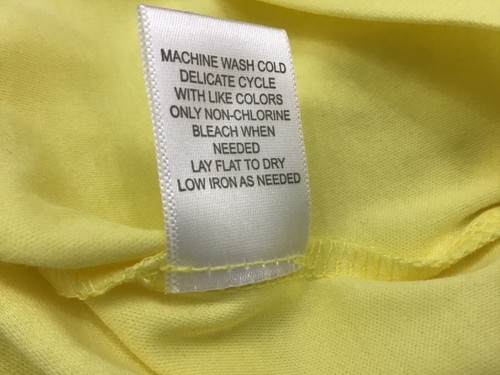 MACHINE WASH COLD
DELICATE CYCLE
WITH LIKE COLORS
ONLY NON-CHLORINE
BLEACH WHEN
NEEDED
LAY FLAT TO DRY
LOW IRON AS NEEDED